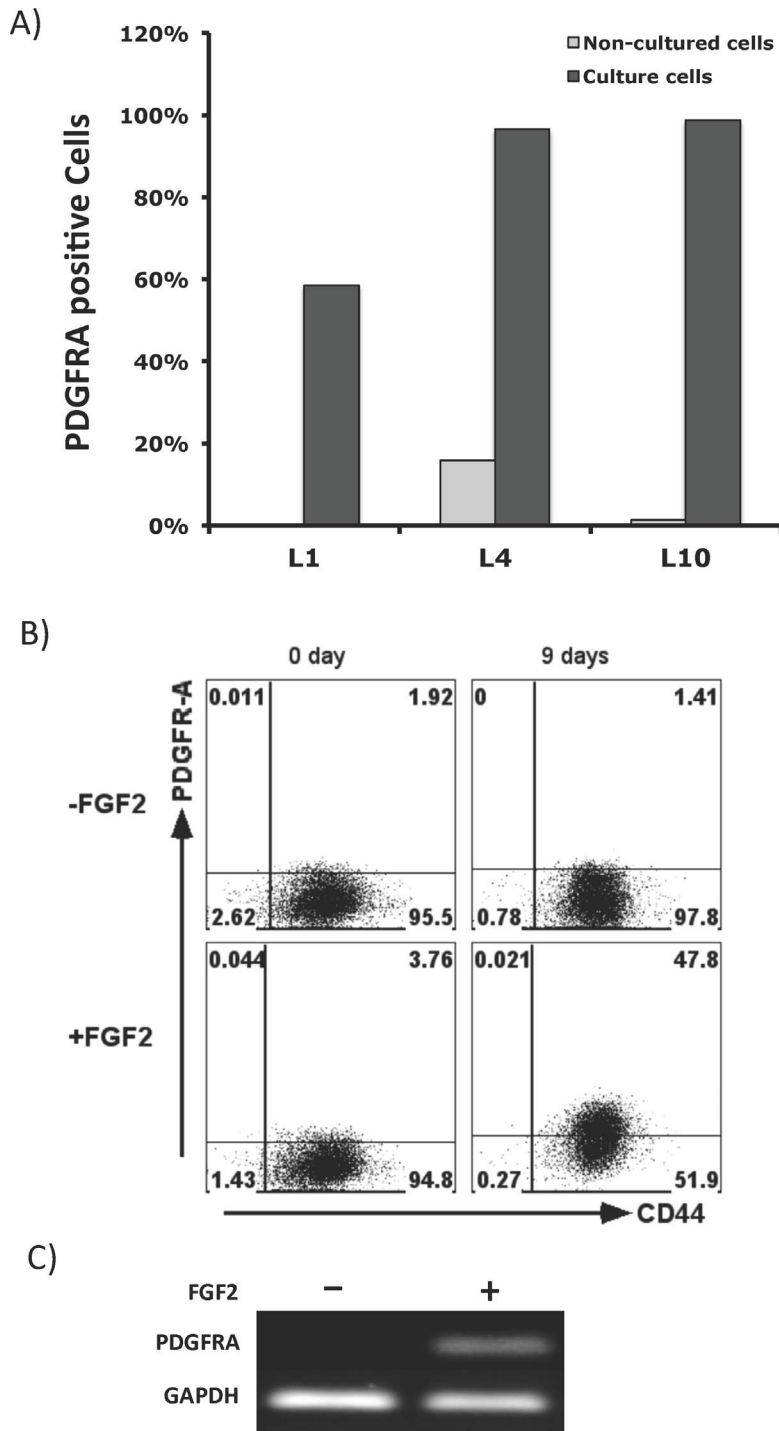 A)
120%
100%
80%
60%
40%
20%
0%
PDGFRA positive Cells
Non-cultured cells
Culture cells
L1 L4 L10
B)
0 day 9 days
PDGFR-A
-FGF2
0.011 1.92
2.62 95.5
0 1.41
0.78 97.8
+FGF2
0.044 3.76
1.43 94.8
0.021 47.8
0.27 51.9
CD44
C)
FGF2 − +
PDGFRA
GAPDH